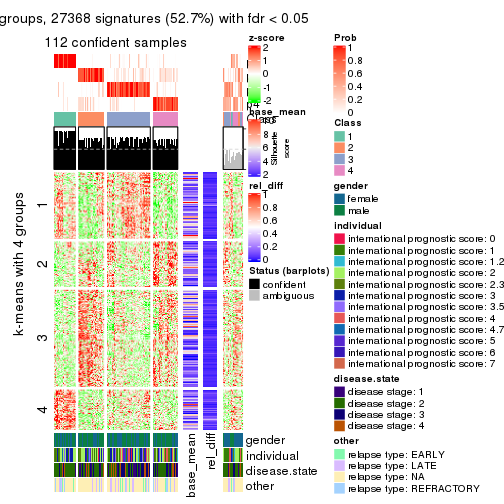 groups, 27368 signatures (52.7%) with fdr < 0.05
112 confident samples
k-means with 4 groups
1
2
3
4
z-score
2
1
0
-1
-2
base_mean
8
6
4
2
rel_diff
1
0.8
0.6
0.4
0.2
0
Status (barplots)
confident
ambiguous
Silhouette
score
base_mean
rel_diff
gender
individual
disease.state
other
Prob
1
0.8
0.6
0.4
0.2
0
Class
1
2
3
4
gender
female
male
individual
international prognostic score: 0
international prognostic score: 1
international prognostic score: 1.2
international prognostic score: 2
international prognostic score: 2.3
international prognostic score: 3
international prognostic score: 3.5
international prognostic score: 4
international prognostic score: 4.7
international prognostic score: 5
international prognostic score: 6
international prognostic score: 7
disease.state
disease stage: 1
disease stage: 2
disease stage: 3
disease stage: 4
other
relapse type: EARLY
relapse type: LATE
relapse type: NA
relapse type: REFRACTORY